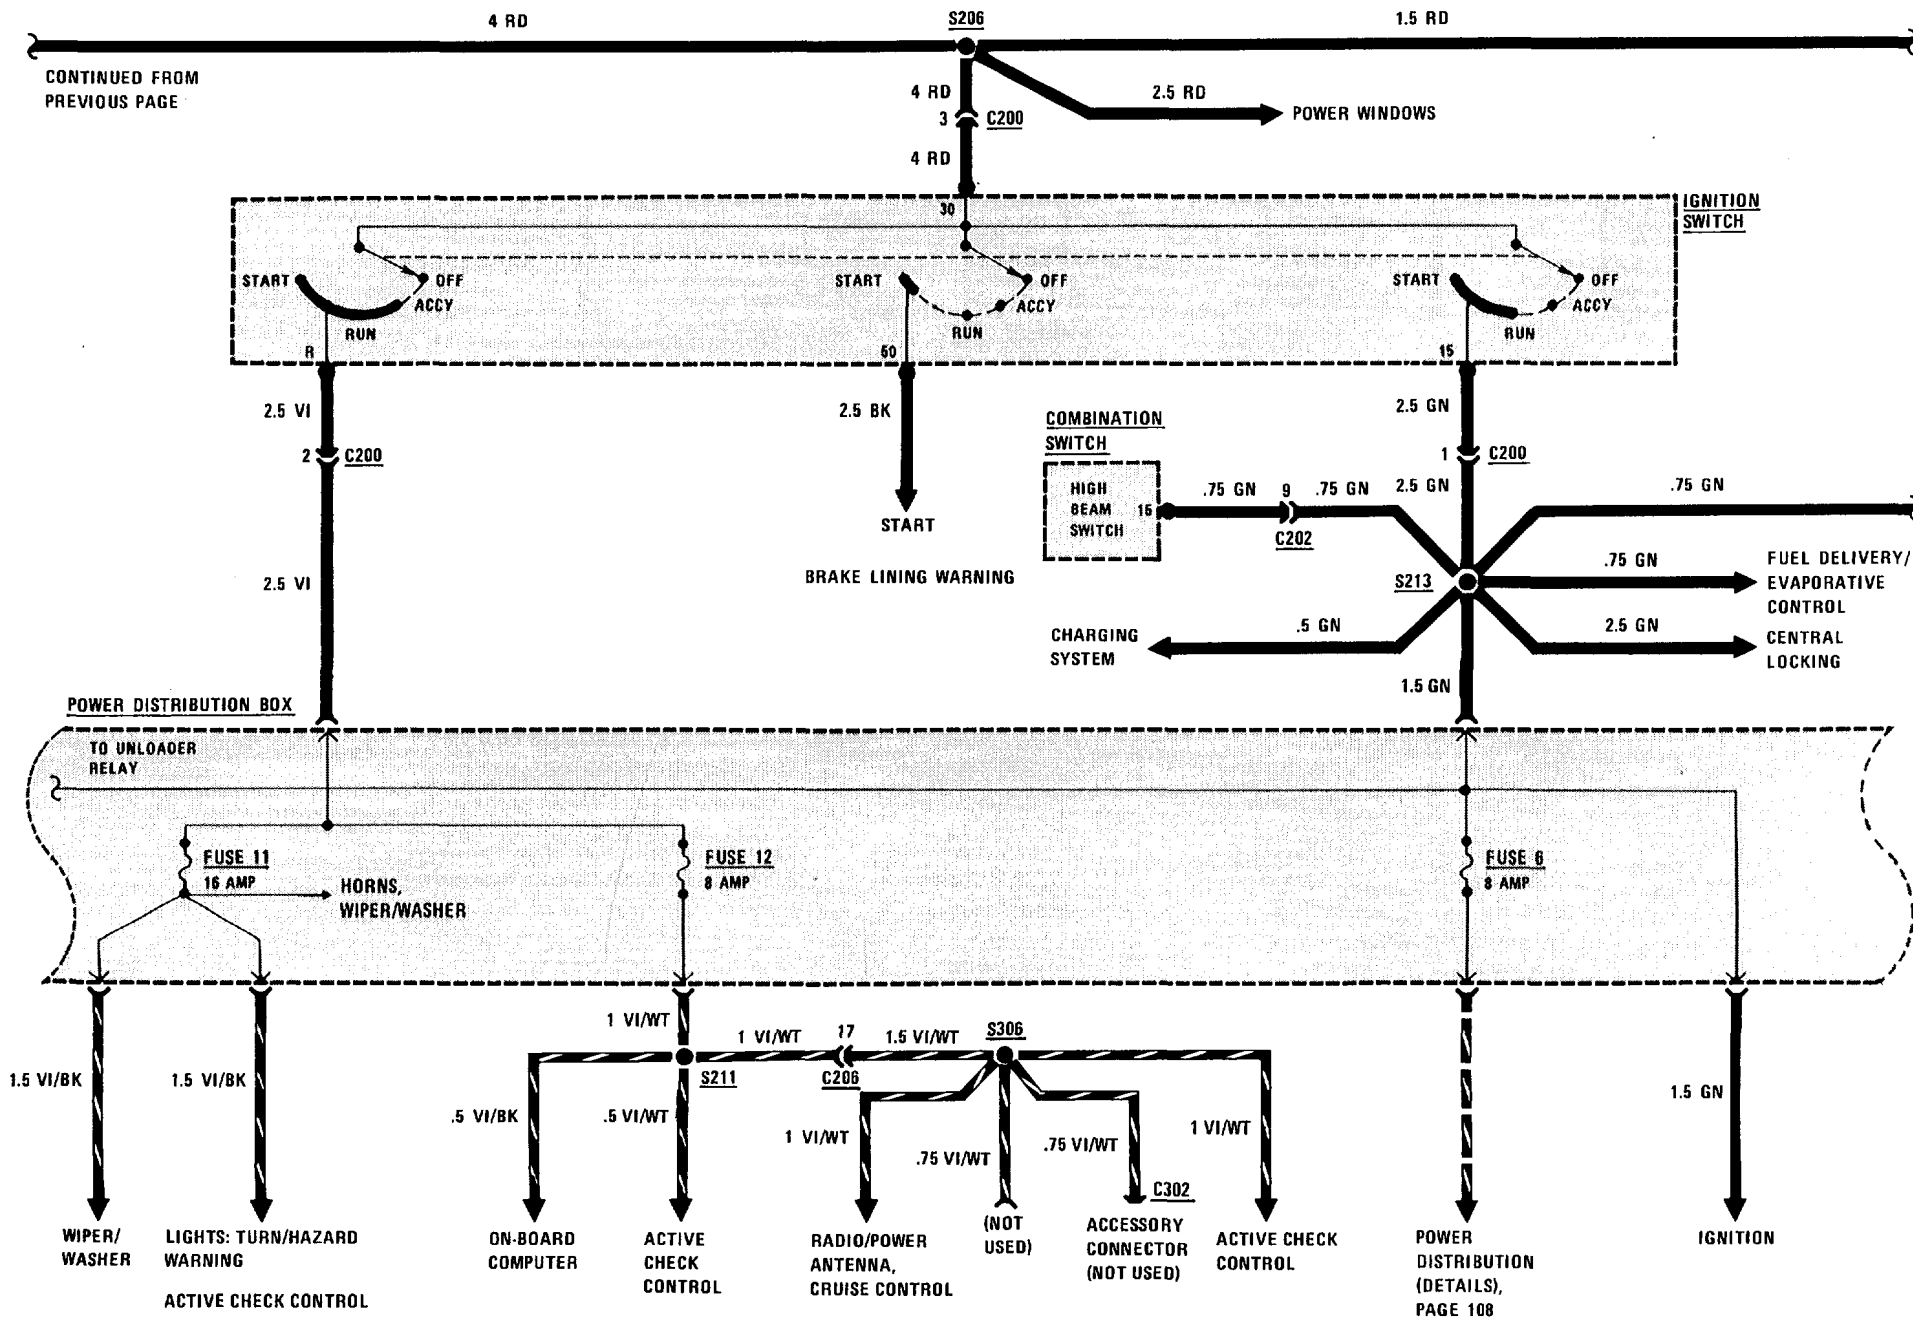 4 RD
S206
1.5 RD
CONTINUED FROM
PREVIOUS PAGE
4 RD
2.5 RD
POWER WINDOWS
3
C200
4 RD
30
IGNITION
SWITCH
START
OFF
ACCY
RUN
R
START
OFF
ACCY
RUN
50
START
OFF
ACCY
RUN
15
2.5 VI
2
C200
2.5 BK
START
BRAKE LINING WARNING
2.5 GN
1
C200
COMBINATION
SWITCH
HIGH
BEAM
SWITCH
15
.75 GN
9
.75 GN
C202
2.5 GN
.75 GN
S213
.75 GN
FUEL DELIVERY/
EVAPORATIVE
CONTROL
CHARGING
SYSTEM
.5 GN
2.5 GN
CENTRAL
LOCKING
1.5 GN
2.5 VI
POWER DISTRIBUTION BOX
TO UNLOADER
RELAY
FUSE 11
16 AMP
HORNS,
WIPER/WASHER
FUSE 12
8 AMP
FUSE 6
8 AMP
1 VI/WT
1 VI/WT
17
1.5 VI/WT
S306
S211
C206
1.5 VI/BK
1.5 VI/BK
.5 VI/BK
.5 VI/WT
1 VI/WT
.75 VI/WT
.75 VI/WT
1 VI/WT
1.5 GN
C302
WIPER/
WASHER
LIGHTS: TURN/HAZARD
WARNING
ACTIVE CHECK CONTROL
ON-BOARD
COMPUTER
ACTIVE
CHECK
CONTROL
RADIO/POWER
ANTENNA,
CRUISE CONTROL
(NOT
USED)
ACCESSORY
CONNECTOR
(NOT USED)
ACTIVE CHECK
CONTROL
POWER
DISTRIBUTION
(DETAILS),
PAGE 108
IGNITION